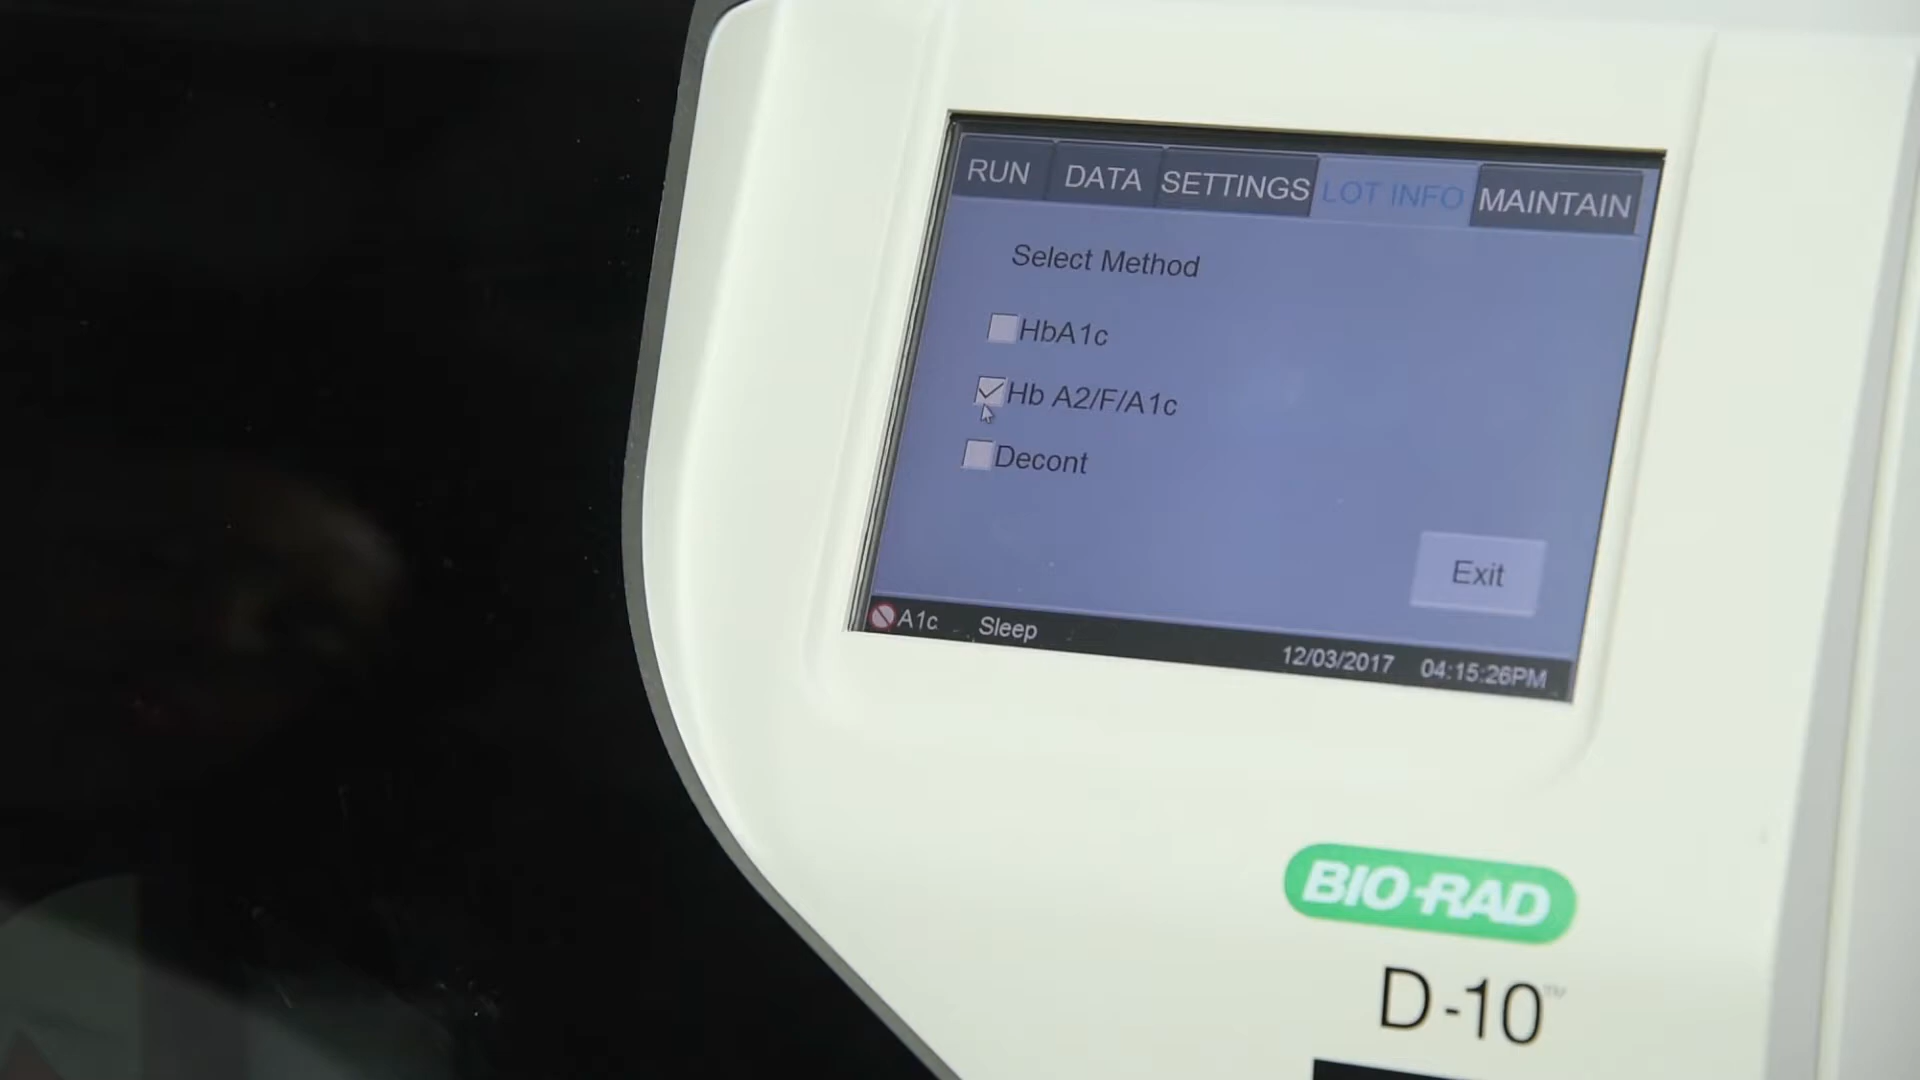 RUN DATA SETTINGS LOT INFO MAINTAIN
Select Method
HbA1c
Hb A2/F/A1c
Decont
Exit
A1c Sleep 12/03/2017 04:15:26PM
BIO-RAD
D-10™